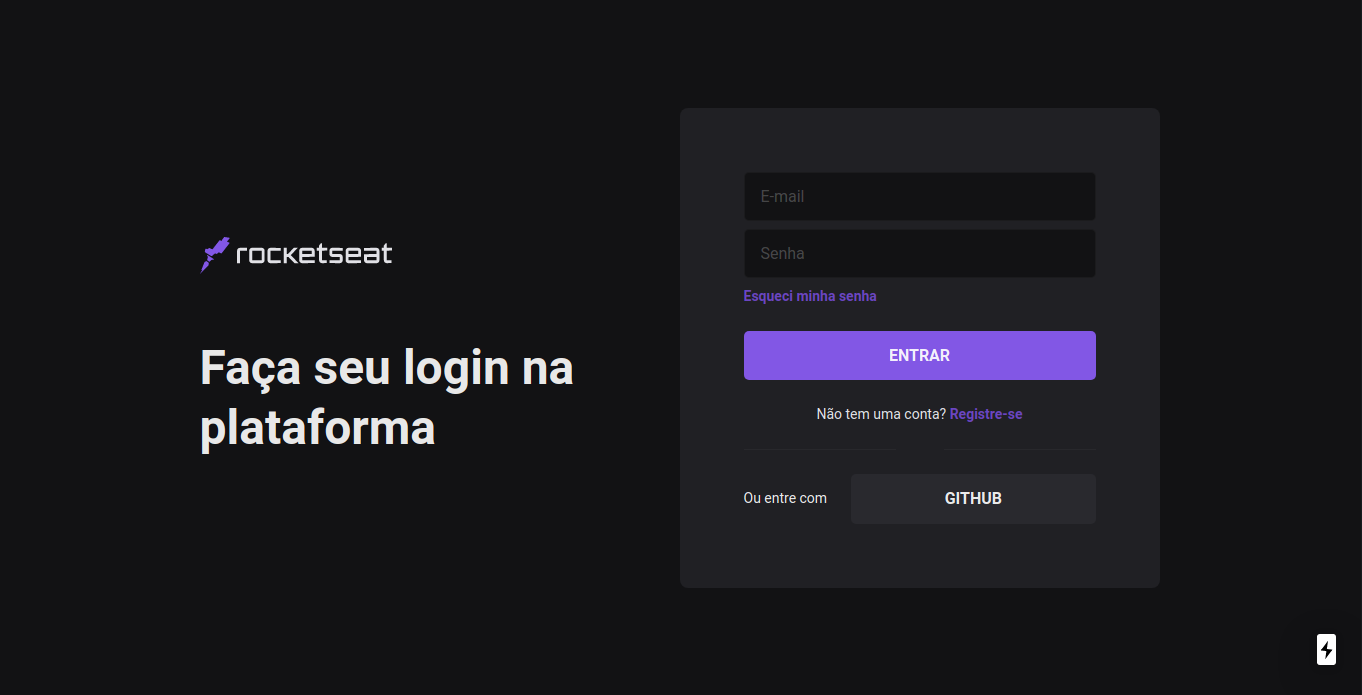 rocketseat
Faça seu login na
plataforma
E-mail
Senha
Esqueci minha senha
ENTRAR
Não tem uma conta? Registre-se
Ou entre com GITHUB